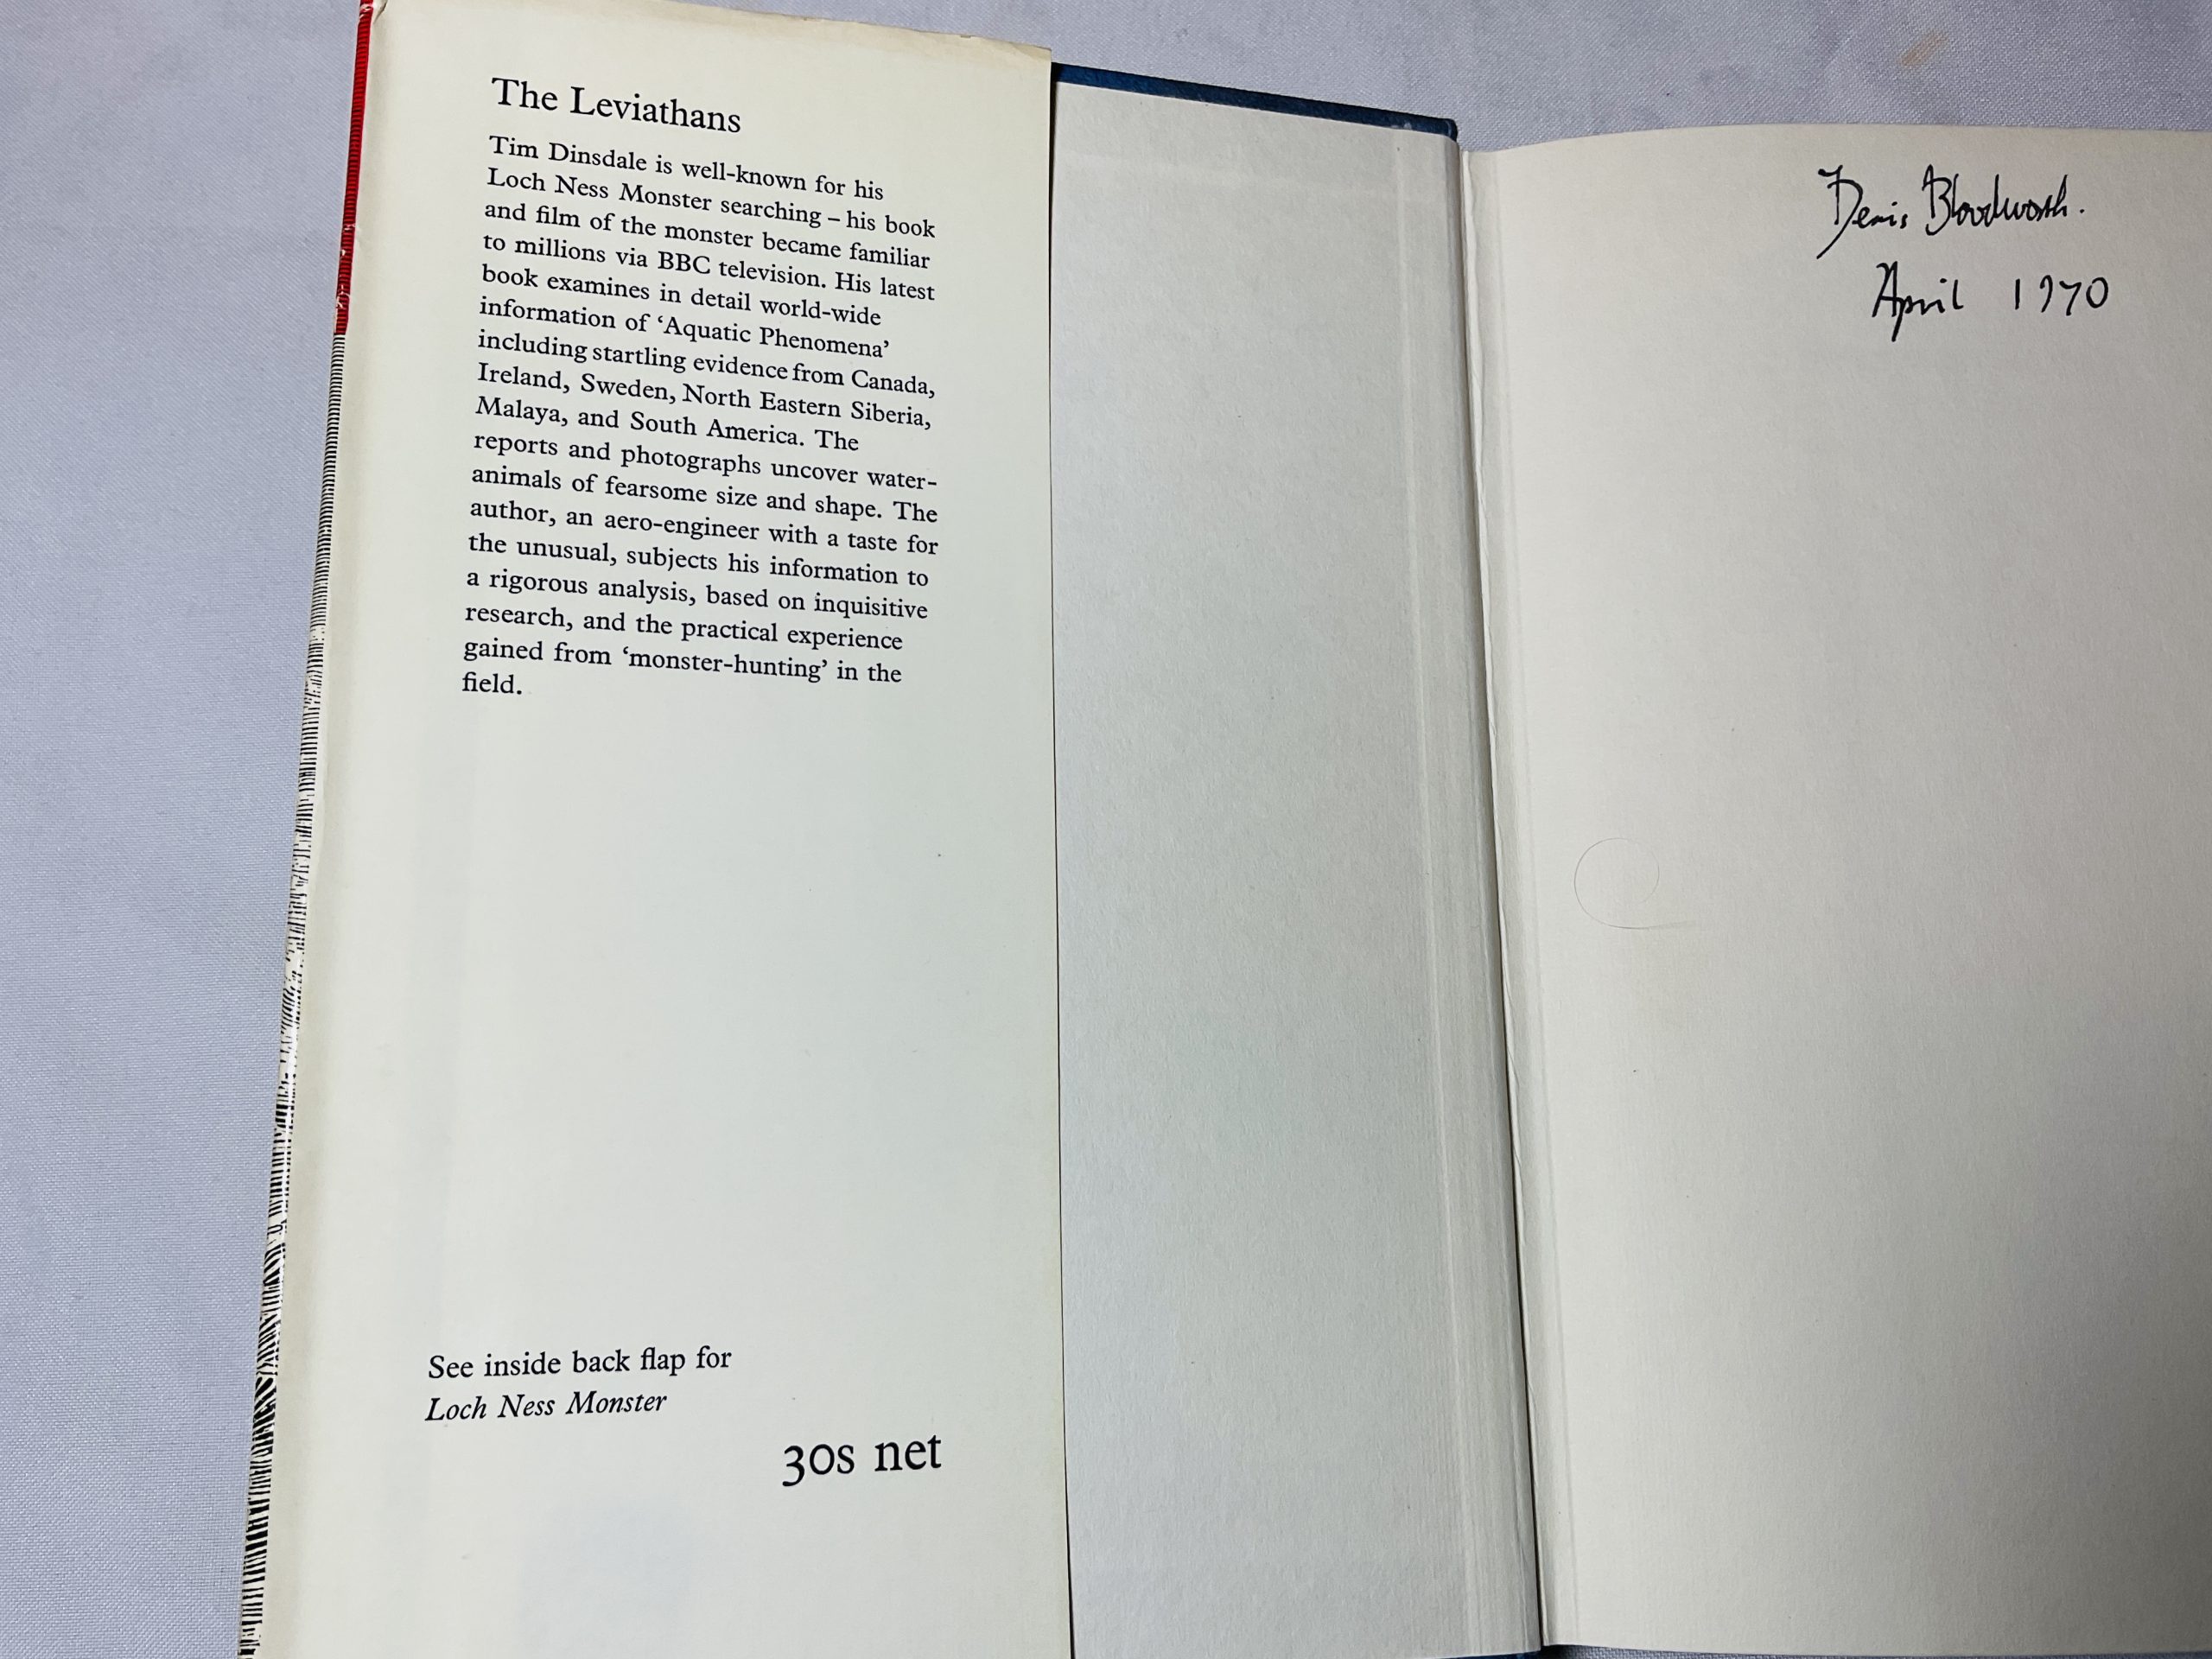 The Leviathans
Tim Dinsdale is well-known for his
Loch Ness Monster searching – his book
and film of the monster became familiar
to millions via BBC television. His latest
book examines in detail world-wide
information of ‘Aquatic Phenomena’
including startling evidence from Canada,
Ireland, Sweden, North Eastern Siberia,
Malaya, and South America. The
reports and photographs uncover water-
animals of fearsome size and shape. The
author, an aero-engineer with a taste for
the unusual, subjects his information to
a rigorous analysis, based on inquisitive
research, and the practical experience
gained from ‘monster-hunting’ in the
field.
See inside back flap for
Loch Ness Monster
30s net
Denis Bloodworth.
April 1970